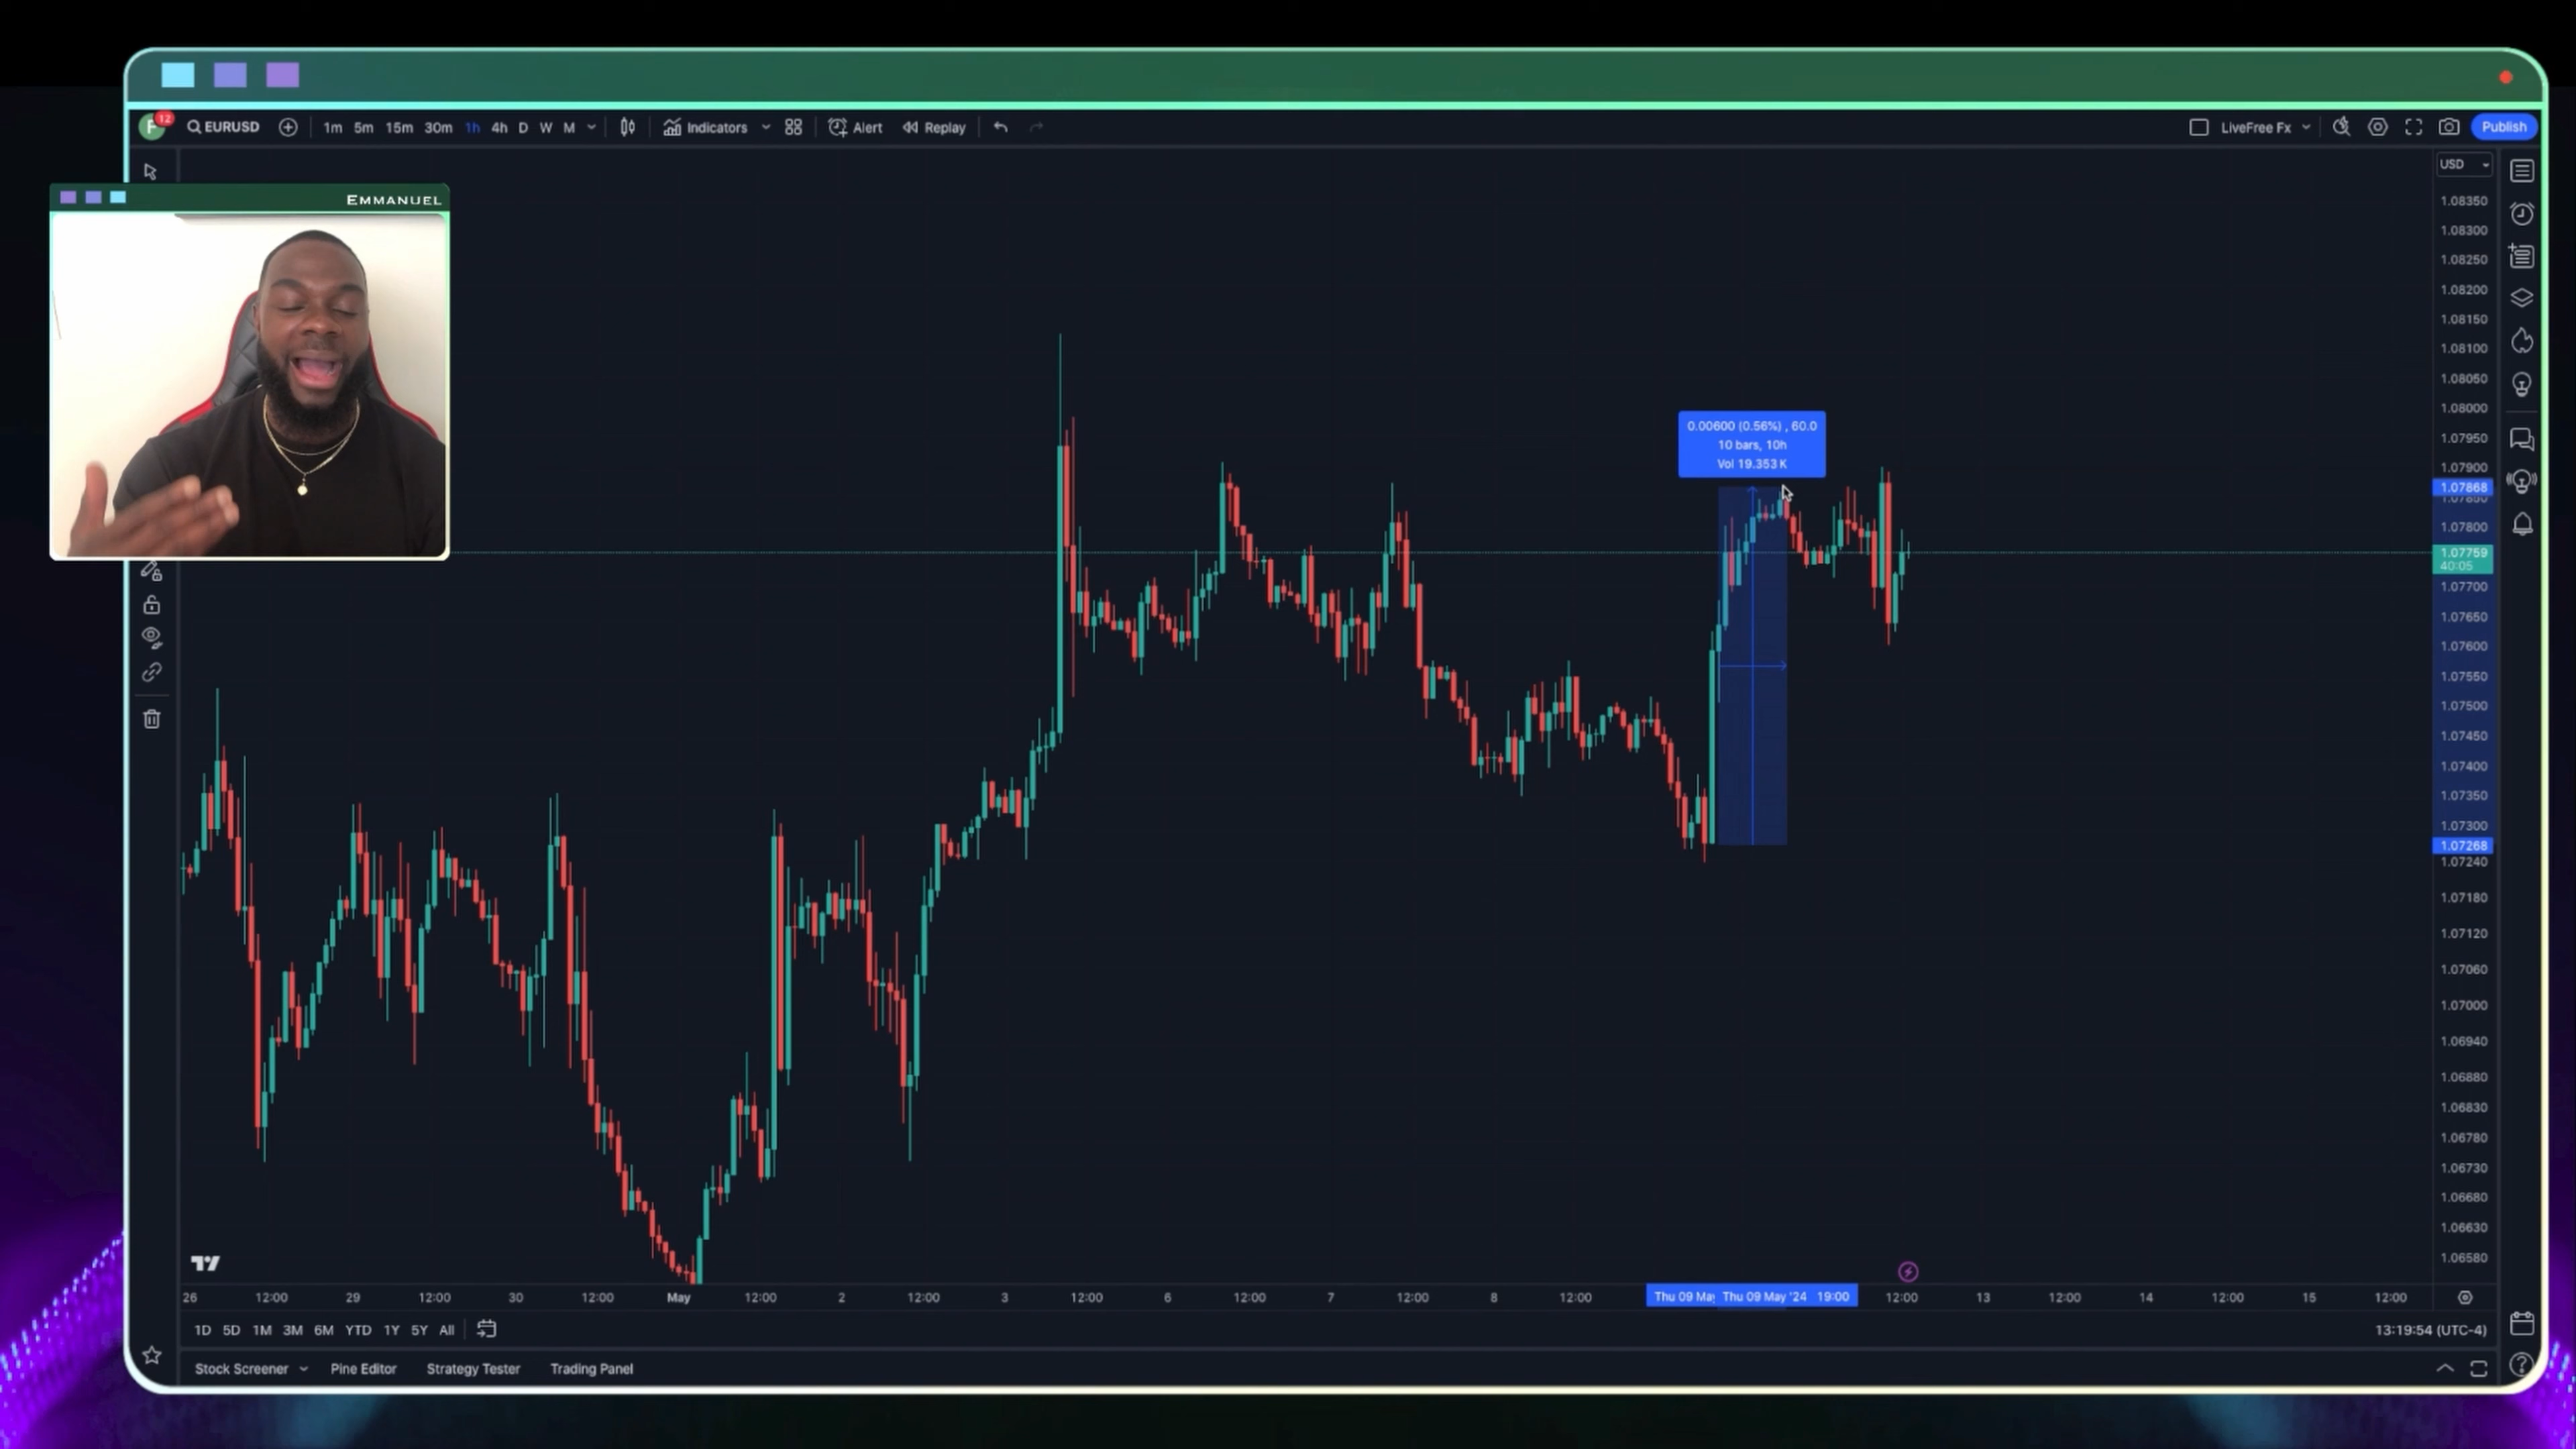 12
EURUSD
1m 5m 15m 30m 1h 4h D W M
Indicators
Alert
Replay
LiveFree Fx
Publish
EMMANUEL
USD
1.08350
1.08300
1.08250
1.08200
1.08150
1.08100
1.08050
1.08000
1.07950
1.07900
1.07868
1.07800
1.07759
40:05
1.07700
1.07650
1.07600
1.07550
1.07500
1.07450
1.07400
1.07350
1.07300
1.07268
1.07240
1.07180
1.07120
1.07060
1.07000
1.06940
1.06880
1.06830
1.06780
1.06730
1.06680
1.06630
1.06580
0.00600 (0.56%) , 60.0
10 bars, 10h
Vol 19.353 K
26 12:00 29 12:00 30 12:00 May 12:00 2 12:00 3 12:00 6 12:00 7 12:00 8 12:00 Thu 09 May Thu 09 May '24 19:00 12:00 13 12:00 14 12:00 15 12:00
1D 5D 1M 3M 6M YTD 1Y 5Y All
13:19:54 (UTC-4)
Stock Screener Pine Editor Strategy Tester Trading Panel